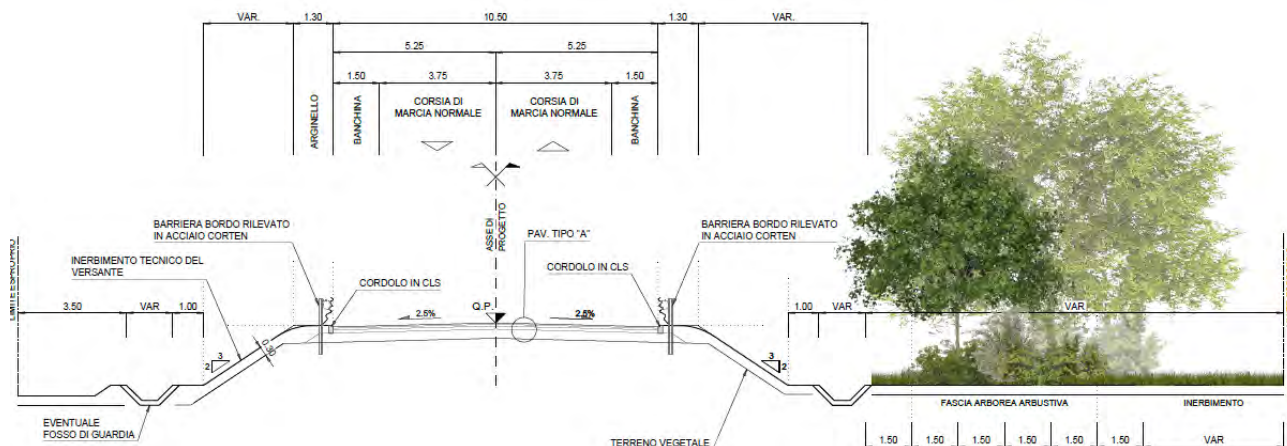 VAR. 1.30 10.50 1.30 VAR.
5.25 5.25
1.50 3.75 3.75 1.50
ARGINELLO
BANCHINA
CORSIA DI
MARCIA NORMALE
CORSIA DI
MARCIA NORMALE
BANCHINA
ASSE DI
PROGETTO
BARRIERA BORDO RILEVATO
IN ACCIAIO CORTEN
PAV. TIPO "A"
BARRIERA BORDO RILEVATO
IN ACCIAIO CORTEN
LIMITE ESPROPRIO
INERBIMENTO TECNICO DEL
VERSANTE
CORDOLO IN CLS
CORDOLO IN CLS
3.50 VAR 1.00
Q.P.
2.5% 2.5%
1.00 VAR VAR
0.30
3
2
3
2
FASCIA ARBOREA ARBUSTIVA
INERBIMENTO
EVENTUALE
FOSSO DI GUARDIA
TERRENO VEGETALE
1.50 1.50 1.50 1.50 1.50 1.50 VAR